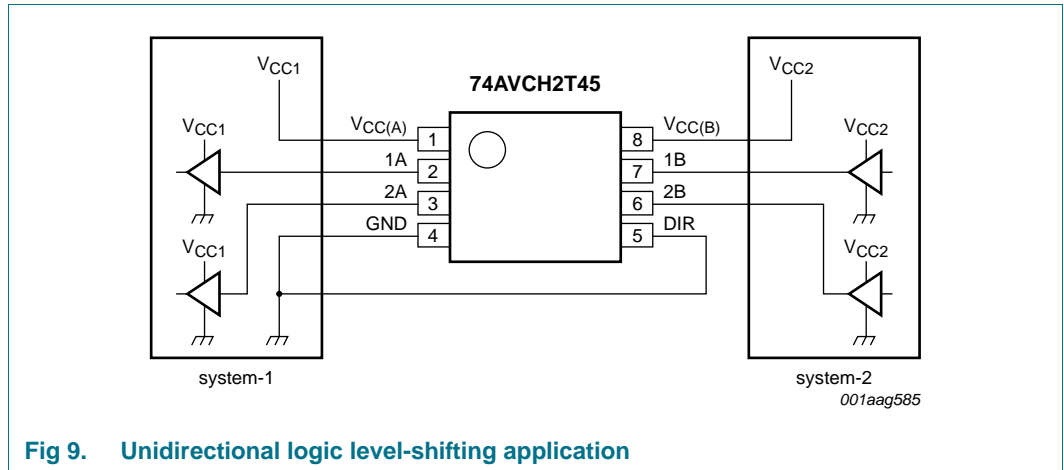 74AVCH2T45
system-1
VCC1
VCC1
VCC1
VCC(A)
1A
2A
GND
1
2
3
4
8
7
6
5
VCC(B)
1B
2B
DIR
VCC2
VCC2
VCC2
system-2
001aag585
Fig 9. Unidirectional logic level-shifting application